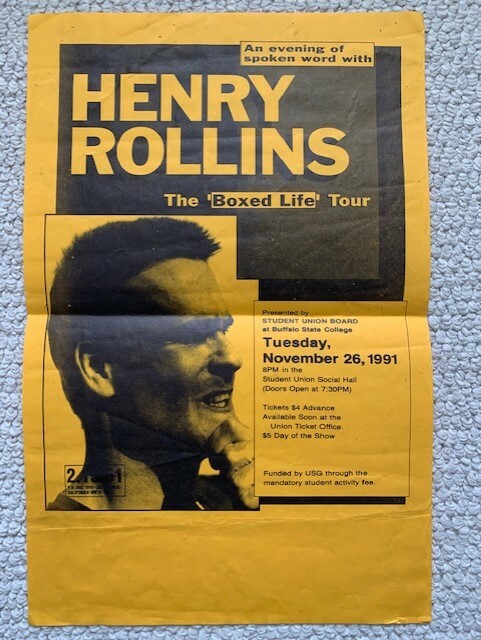 An evening of
spoken word with
HENRY
ROLLINS
The 'Boxed Life' Tour
Presented by
STUDENT UNION BOARD
at Buffalo State College
Tuesday,
November 26, 1991
8PM in the
Student Union Social Hall
(Doors Open at 7:30PM)
Tickets $4 Advance
Available Soon at the
Union Ticket Office.
$5 Day of the Show
Funded by USG through the
mandatory student activity fee.
2.13.61